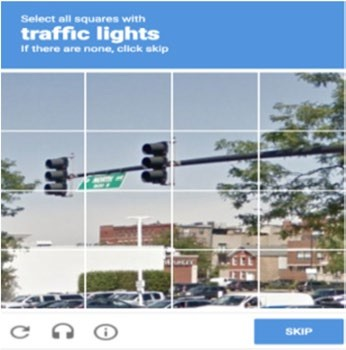 Select all squares with
traffic lights
If there are none, click skip
SKIP